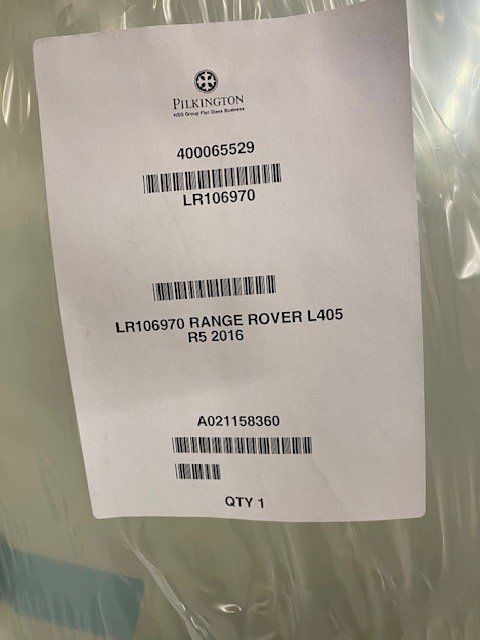 PILKINGTON
NSG Group Flat Glass Business
400065529
LR106970
LR106970 RANGE ROVER L405
R5 2016
A021158360
QTY 1